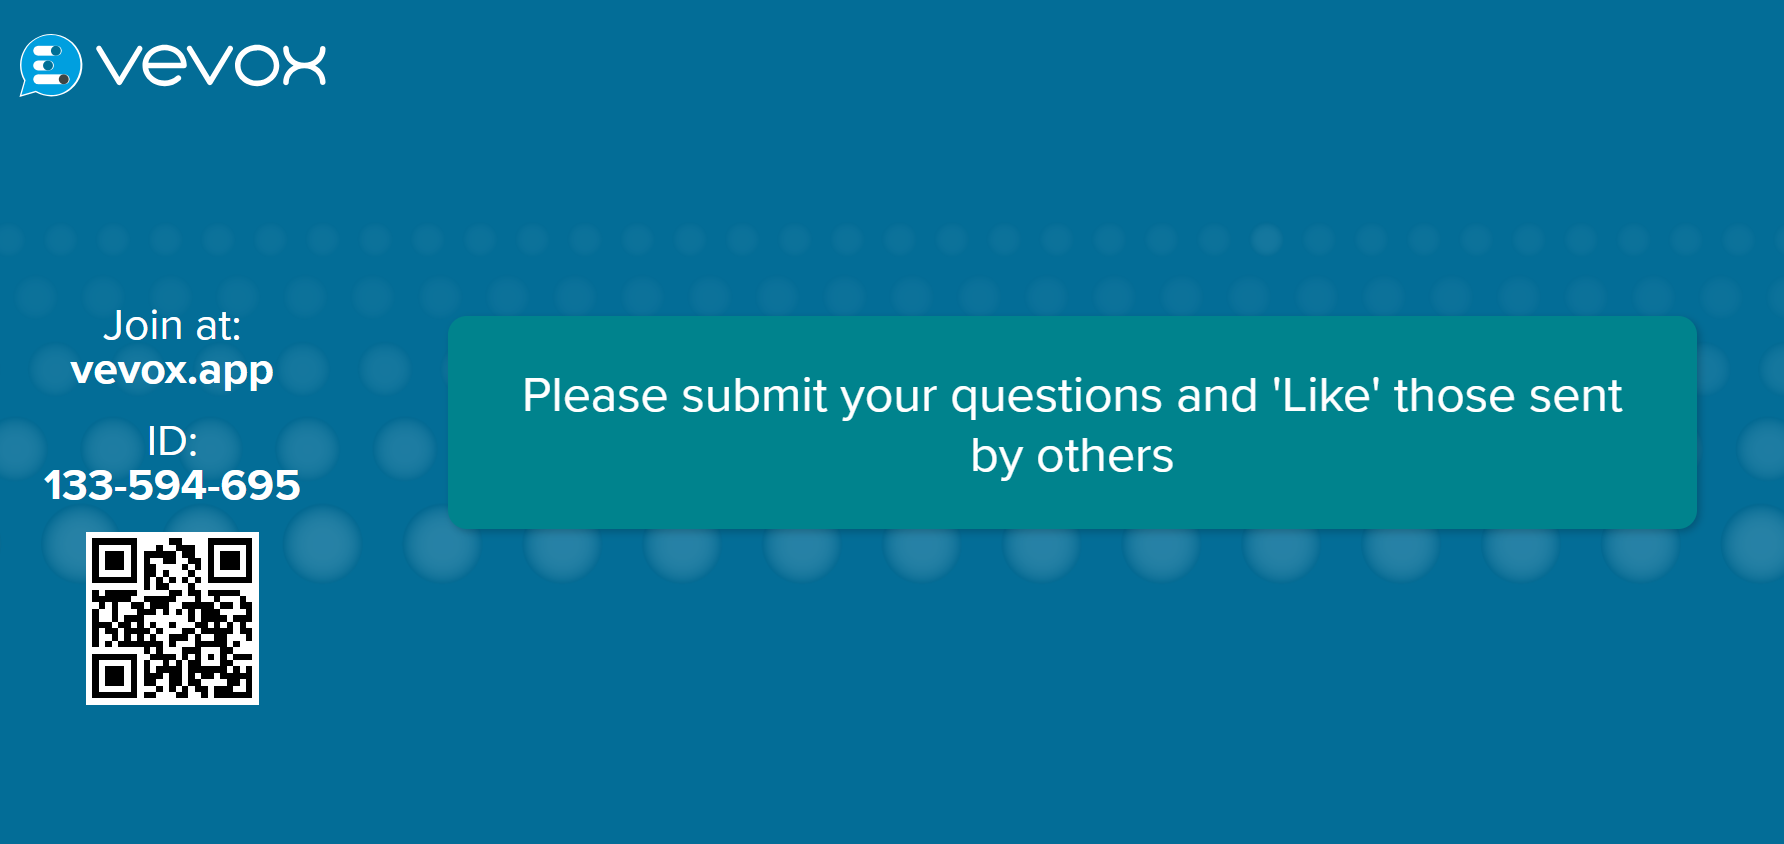 vevox
Join at:
vevox.app
ID:
133-594-695
Please submit your questions and 'Like' those sent
by others